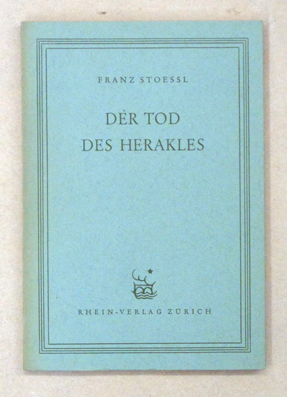 FRANZ STOESSL
DER TOD
DES HERAKLES
RHEIN-VERLAG ZÜRICH